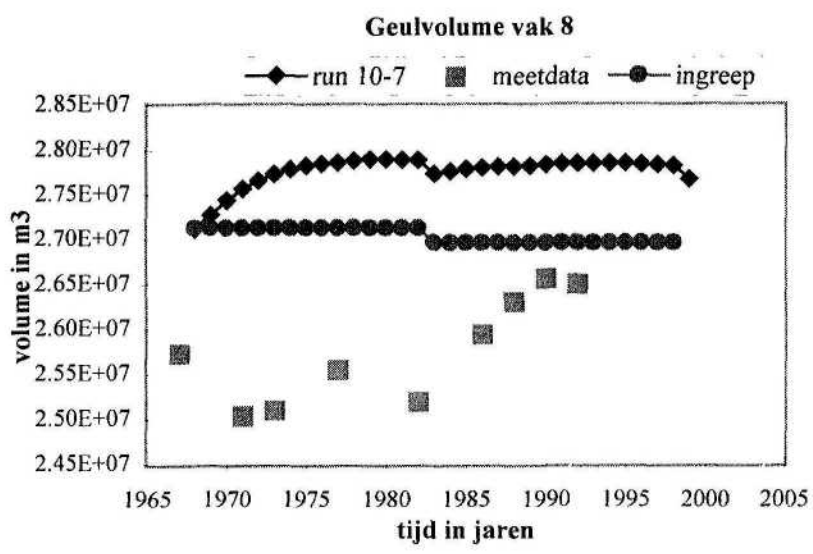 Geulvolume vak 8
run 10-7 meetdata ingreep
2.85E+07
2.80E+07
2.75E+07
2.70E+07
2.65E+07
2.60E+07
2.55E+07
2.50E+07
2.45E+07
volume in m3
1965 1970 1975 1980 1985 1990 1995 2000 2005
tijd in jaren